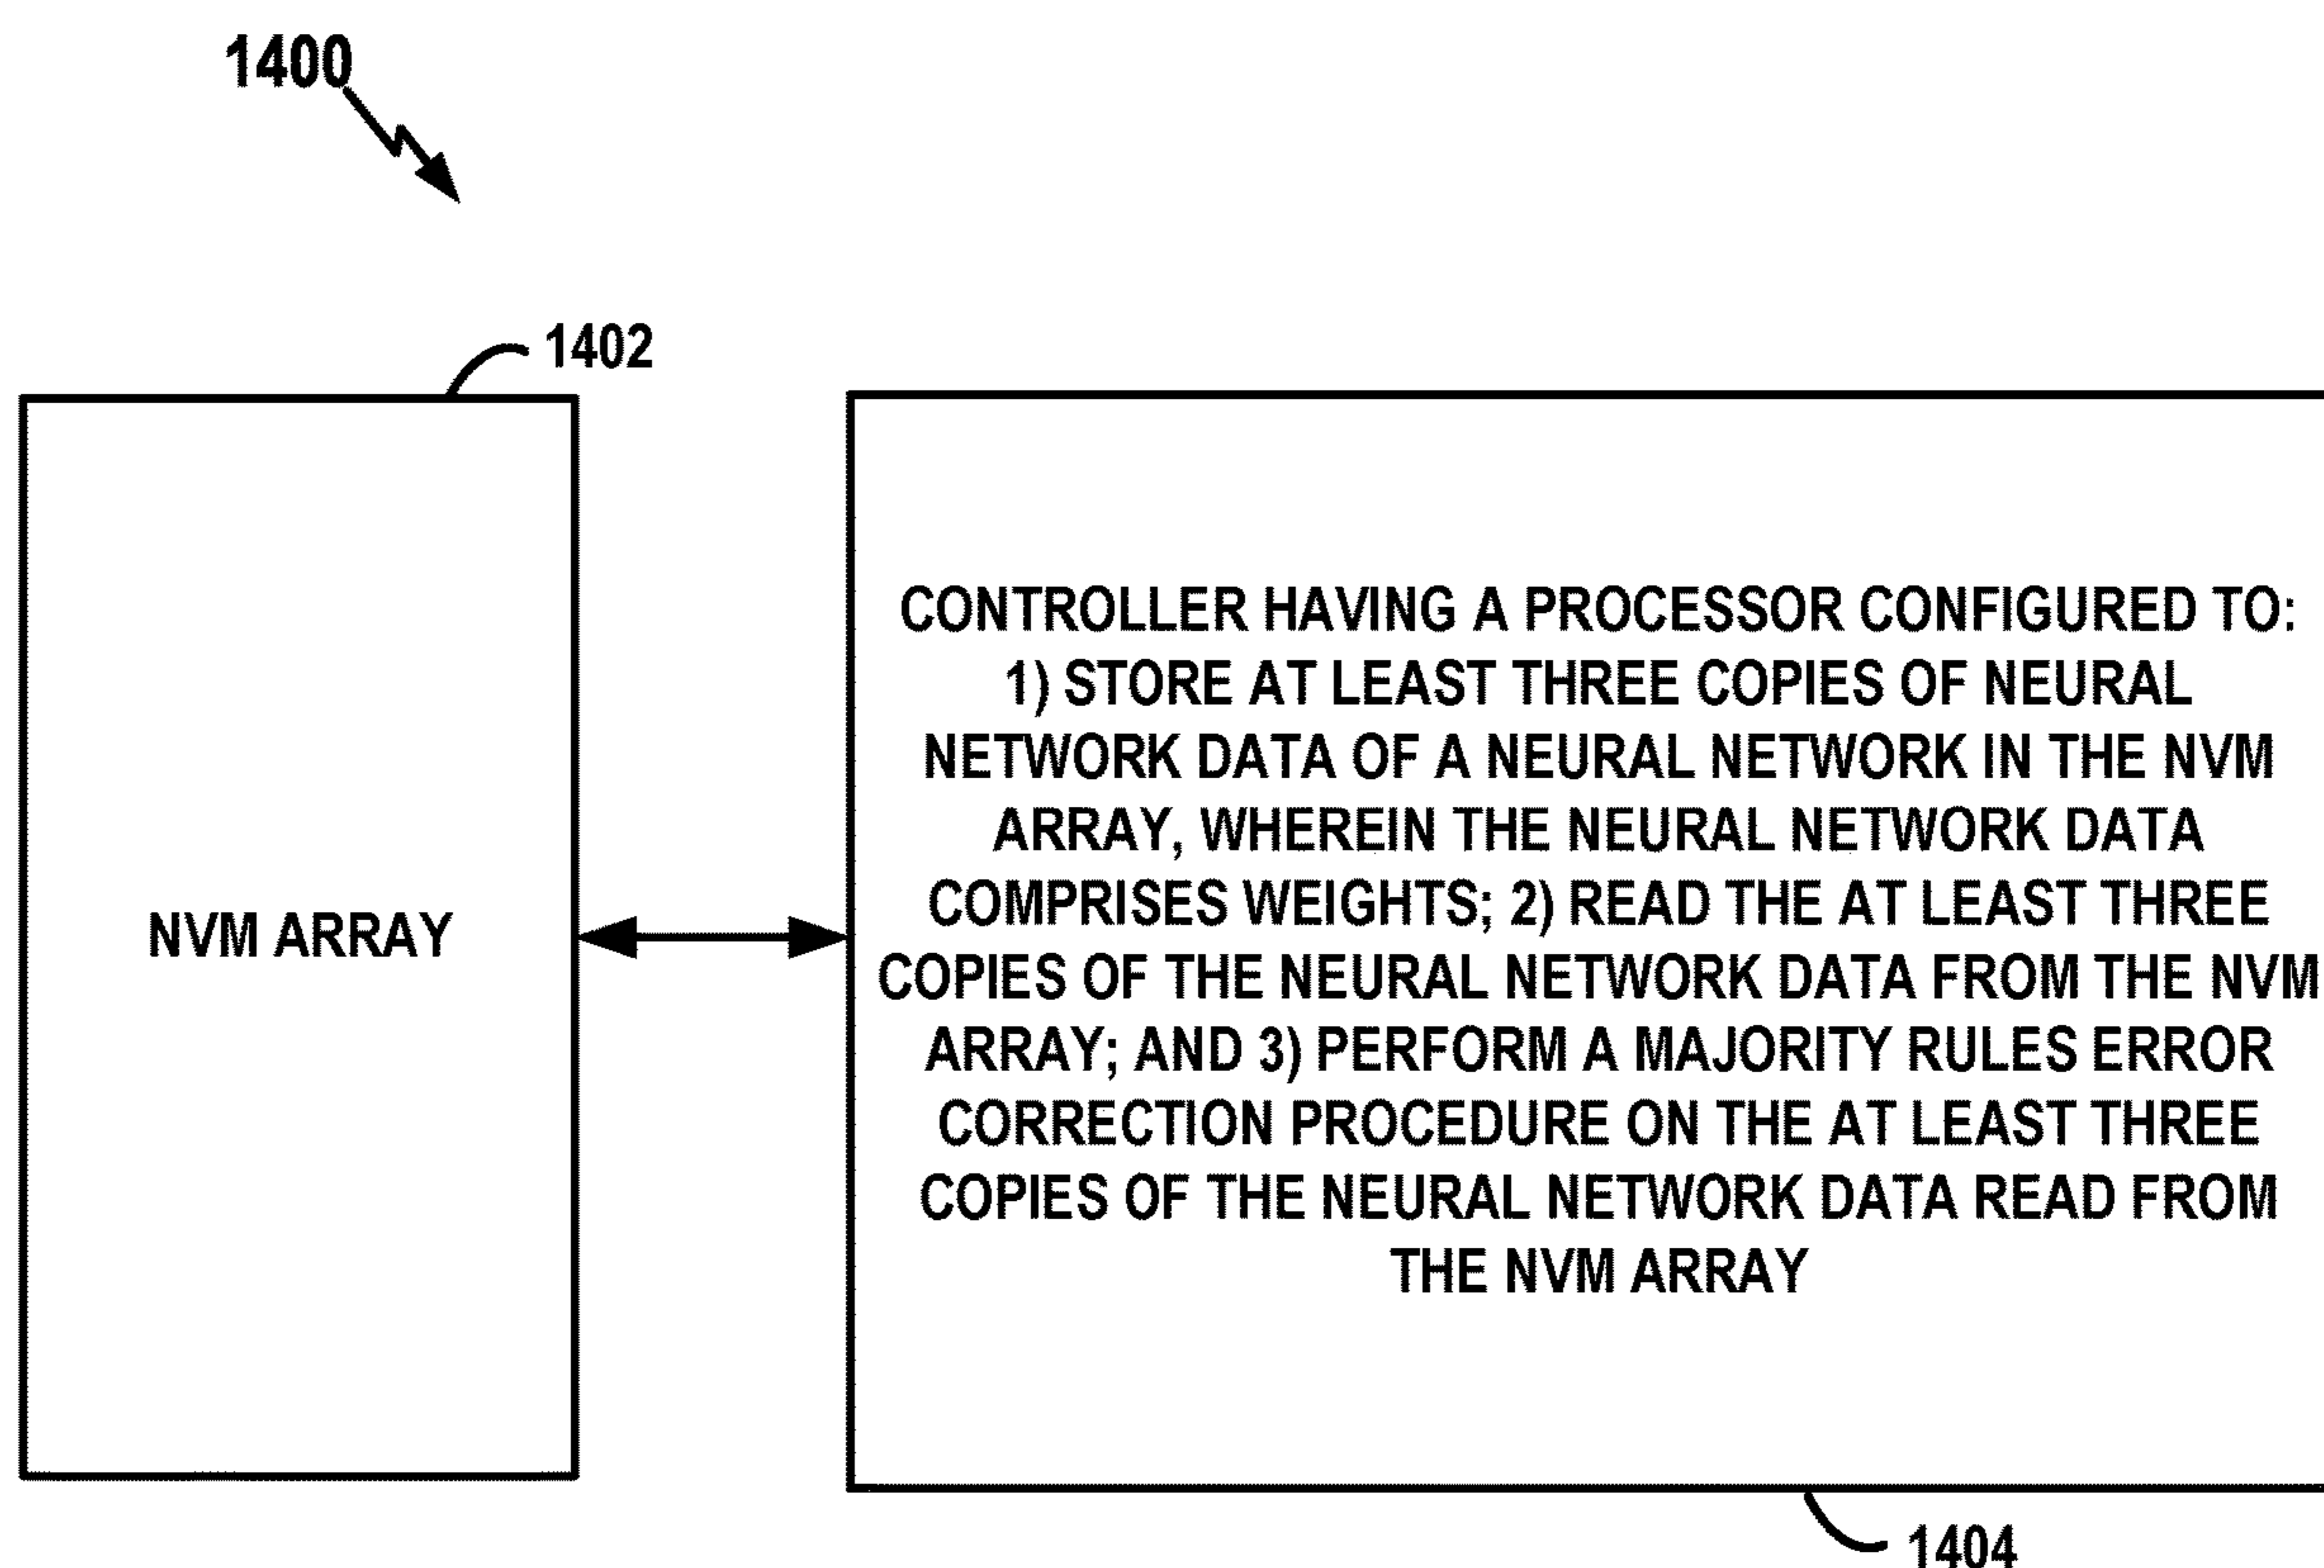 1400
1402
NVM ARRAY
CONTROLLER HAVING A PROCESSOR CONFIGURED TO:
1) STORE AT LEAST THREE COPIES OF NEURAL
NETWORK DATA OF A NEURAL NETWORK IN THE NVM
ARRAY, WHEREIN THE NEURAL NETWORK DATA
COMPRISES WEIGHTS; 2) READ THE AT LEAST THREE
COPIES OF THE NEURAL NETWORK DATA FROM THE NVM
ARRAY; AND 3) PERFORM A MAJORITY RULES ERROR
CORRECTION PROCEDURE ON THE AT LEAST THREE
COPIES OF THE NEURAL NETWORK DATA READ FROM
THE NVM ARRAY
1404